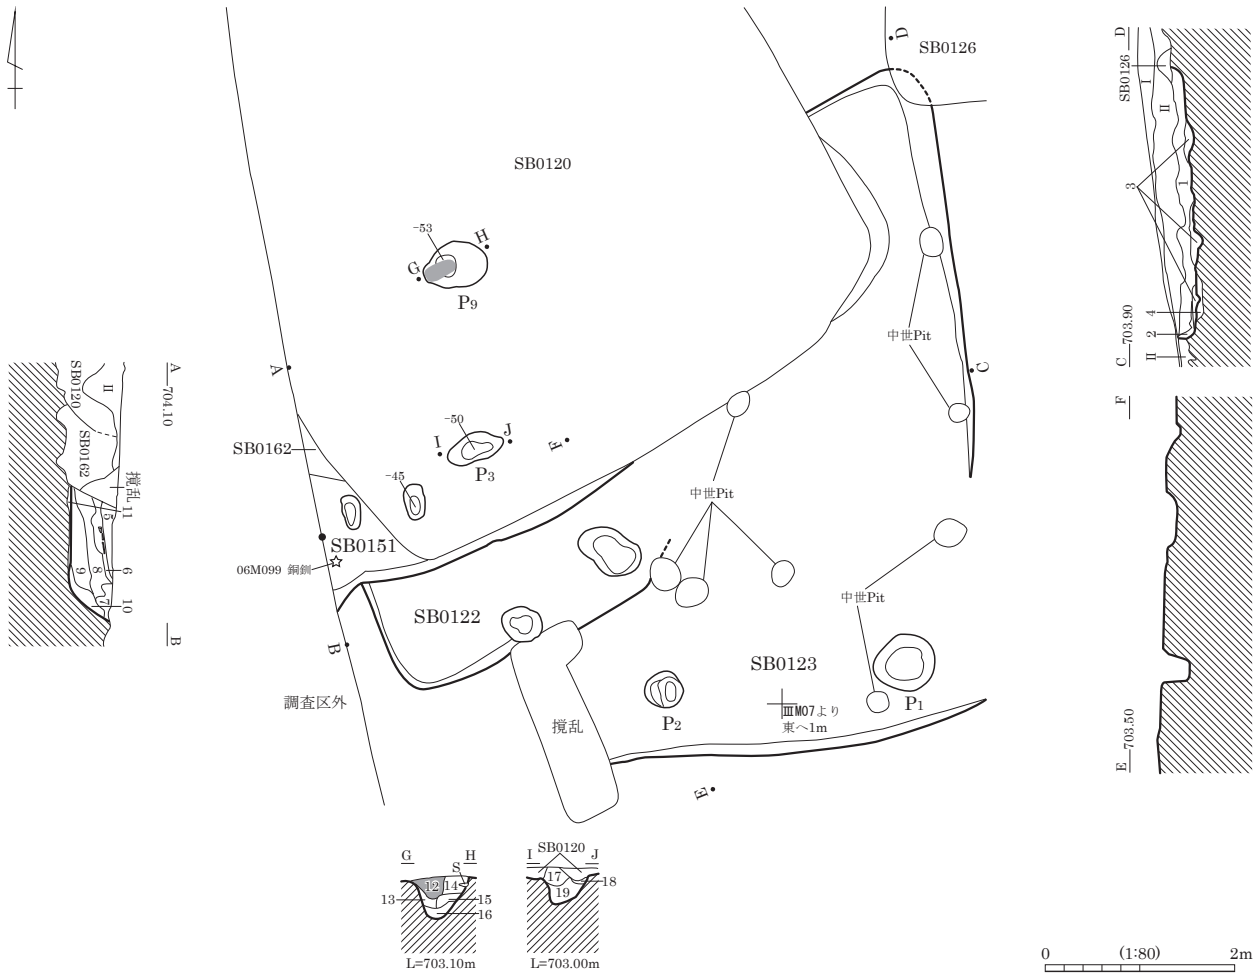 D
SB0126
SB0120
-53
H
G
P9
中世Pit
C
A
-50
I
J
F
SB0162
P3
-45
中世Pit
SB0151
06M099 銅釧
中世Pit
SB0122
B
SB0123
調査区外
P2
P1
ⅢM07より
東へ1m
撹乱
E
D
SB0126
I
II
1
3
4
2
II
C
703.90
F
E
703.50
A
704.10
SB0120
II
SB0162
撹乱
11
5
6
8
9
7
10
B
G
H
S
12
14
13
15
16
L=703.10m
SB0120
I
J
17
18
19
L=703.00m
0
(1:80)
2m